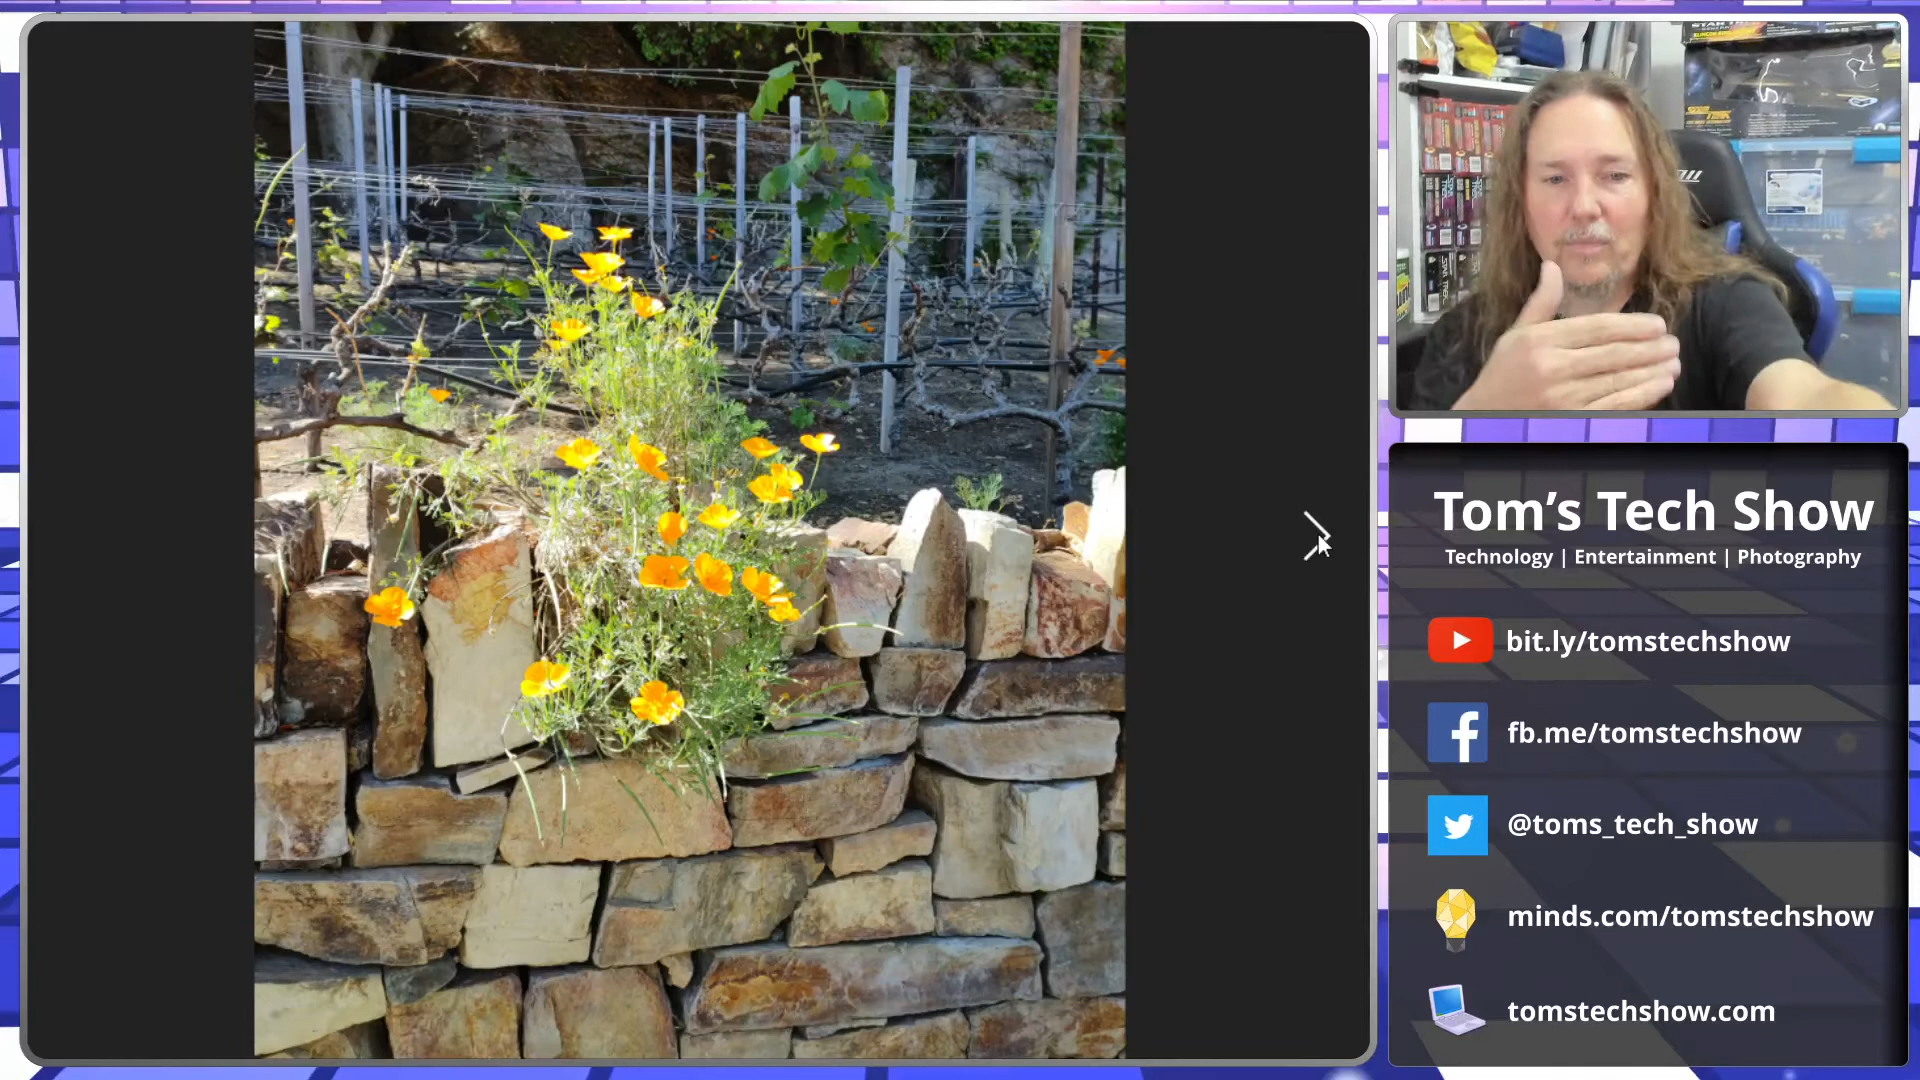 Tom's Tech Show
Technology | Entertainment | Photography
bit.ly/tomstechshow
fb.me/tomstechshow
@toms_tech_show
minds.com/tomstechshow
tomstechshow.com